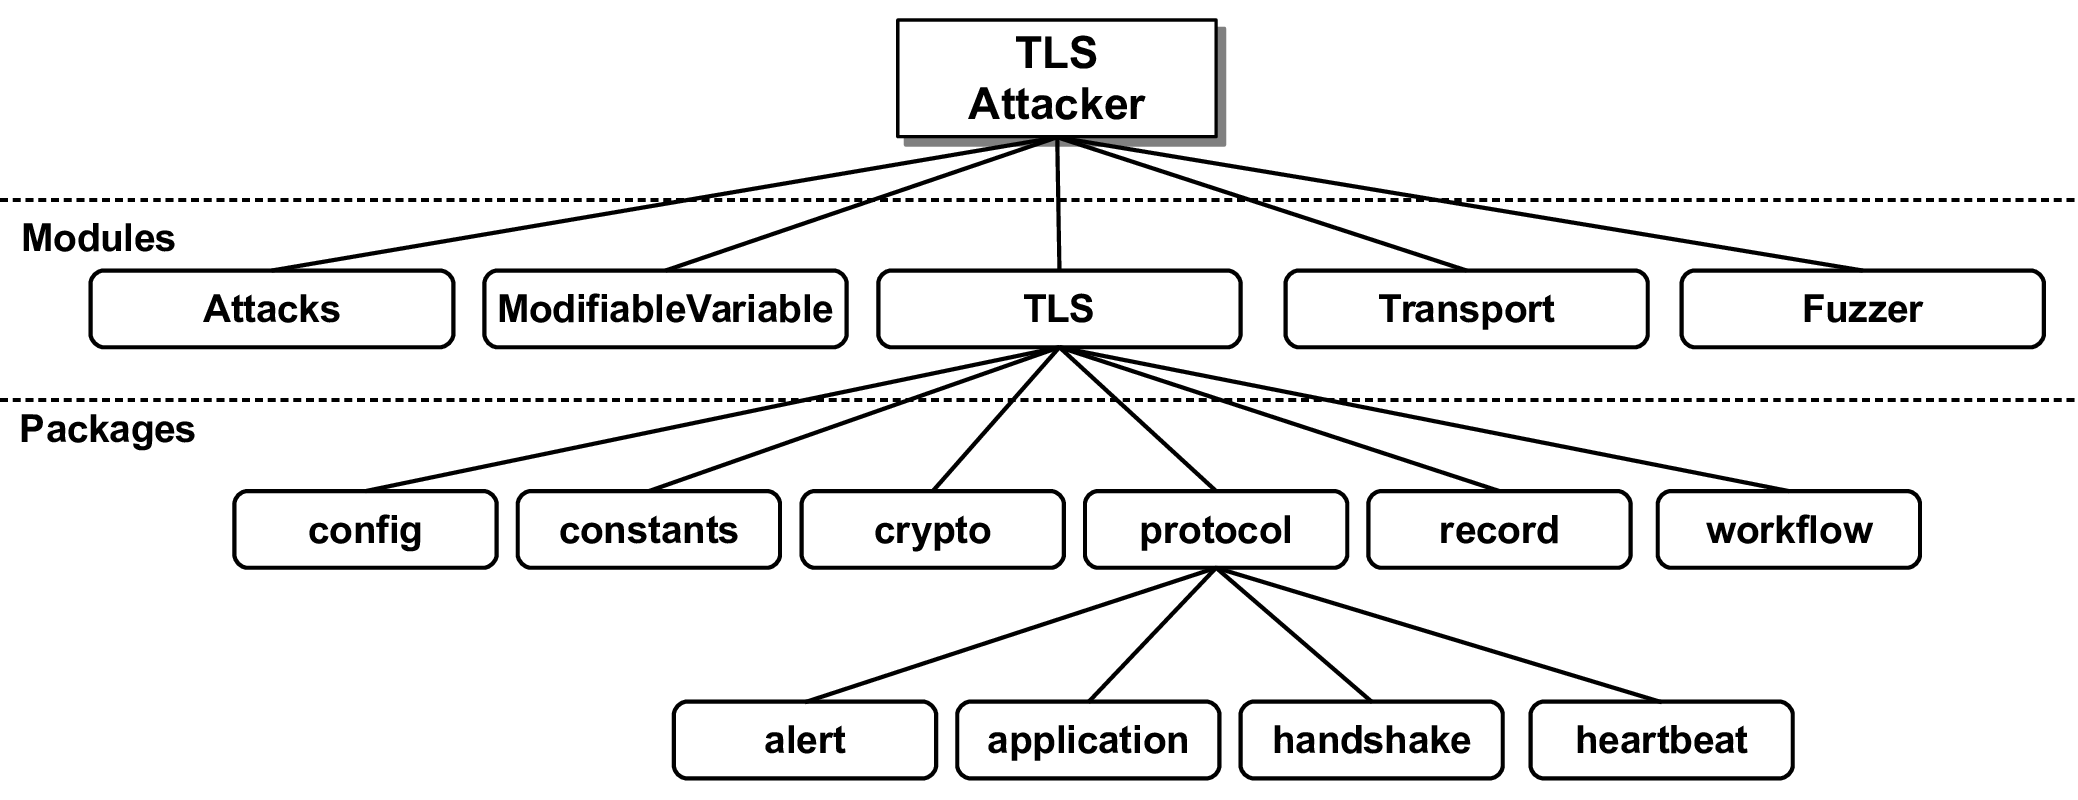 TLS
Attacker
Modules
Attacks
ModifiableVariable
TLS
Transport
Fuzzer
Packages
config
constants
crypto
protocol
record
workflow
alert
application
handshake
heartbeat